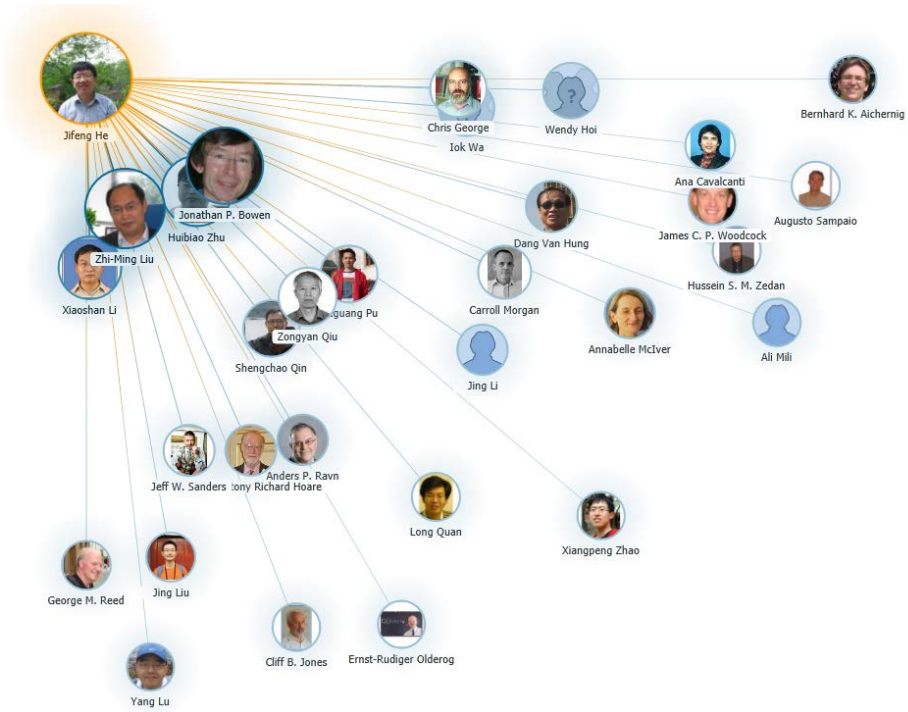 Chris George
Iok Wa
Wendy Hoi
Bernhard K. Aichernig
Jifeng He
Ana Cavalcanti
Augusto Sampaio
Jonathan P. Bowen
Huibiao Zhu
Dang Van Hung
James C. P. Woodcock
Zhi-Ming Liu
Hussein S. M. Zedan
Xiaoshan Li
Carroll Morgan
guang Pu
Zongyan Qiu
Annabelle McIver
Ali Mili
Shengchao Qin
Jing Li
Anders P. Ravn
Jeff W. Sanders
tony Richard Hoare
Long Quan
Xiangpeng Zhao
George M. Reed
Jing Liu
Cliff B. Jones
Ernst-Rudiger Olderog
Yang Lu